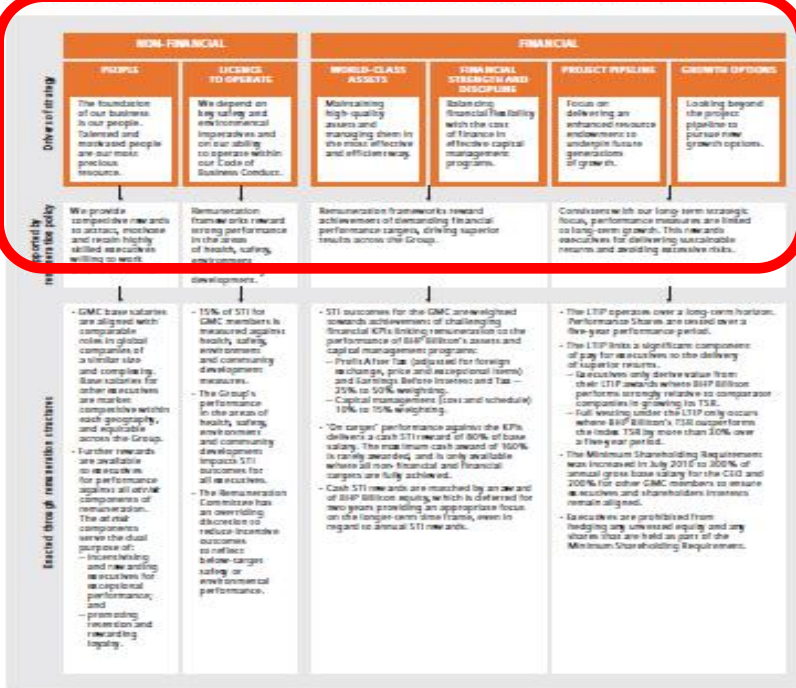 NON-FINANCIAL
FINANCIAL
PEOPLE
LICENCE
TO OPERATE
WORLD-CLASS
ASSETS
FINANCIAL
STRENGTH AND
DISCIPLINE
PROJECT PIPELINE
GROWTH OPTIONS
Drivers of strategy
The foundation
of our business
is our people.
Talented and
motivated people
are our most
precious
resource.
We depend on
key safety and
environmental
imperatives and
on our ability
to operate within
our Code of
Business Conduct.
Maintaining
high-quality
assets and
managing them in
the most effective
and efficient way.
Balancing
financial flexibility
with the cost
of finance in
effective capital
management
programs.
Focus on
delivering an
enhanced resource
endowment to
underpin future
generations
of growth.
Looking beyond
the project
pipeline to
pursue new
growth options.
supported by
remuneration policy
We provide
competitive rewards
to attract, motivate
and retain highly
skilled executives
willing to work
Remuneration
frameworks reward
strong performance
in the areas
of health, safety,
environment
development.
Remuneration frameworks reward
achievement of demanding financial
performance targets, driving superior
results across the Group.
Consistent with our long-term strategic
focus, performance measures are linked
to long-term growth. This rewards
executives for delivering sustainable
returns and avoiding excessive risks.
Enacted through remuneration structures
- GMC base salaries
are aligned with
comparable
roles in global
companies of
a similar size
and complexity.
Base salaries for
other executives
are market
competitive within
each geography,
and equitable
across the Group.
- Further rewards
are available
to executives
for performance
against all at risk
components of
remuneration.
The at risk
components
serve the dual
purpose of:
– incentivising
and rewarding
executives for
exceptional
performance;
and
– promoting
retention and
rewarding
loyalty.
- 15% of STI for
GMC members is
measured against
health, safety,
environment
and community
development
measures.
- The Group's
performance
in the areas of
health, safety,
environment
and community
development
impacts STI
outcomes for
all executives.
- The Remuneration
Committee has
an overriding
discretion to
reduce incentive
outcomes
to reflect
below-target
safety or
environmental
performance.
- STI outcomes for the GMC are weighted
towards achievement of challenging
financial KPIs linking remuneration to the
performance of BHP Billiton's assets and
capital management programs:
– Profit After Tax (adjusted for foreign
exchange, price and exceptional items)
and Earnings Before Interest and Tax –
25% to 50% weighting.
– Capital management (cost and schedule)
10% to 15% weighting.
- 'On target' performance against the KPIs
delivers a cash STI reward of 80% of base
salary. The maximum cash award of 160%
is rarely awarded, and is only available
where all non-financial and financial
targets are fully achieved.
- Cash STI rewards are matched by an award
of BHP Billiton equity, which is deferred for
two years providing an appropriate focus
on the longer-term time frame, even in
regard to annual STI rewards.
- The LTIP operates over a long-term horizon.
Performance Shares are tested over a
five-year performance period.
- The LTIP links a significant component
of pay for executives to the delivery
of superior returns.
– Executives only derive value from
their LTIP awards where BHP Billiton
performs strongly relative to comparator
companies in growing its TSR.
– Full vesting under the LTIP only occurs
where BHP Billiton's TSR outperforms
the index TSR by more than 30% over
a five-year period.
- The Minimum Shareholding Requirement
was increased in July 2010 to 300% of
annual gross base salary for the CEO and
200% for other GMC members to ensure
executives and shareholders interests
remain aligned.
- Executives are prohibited from
hedging any unvested equity and any
shares that are held as part of the
Minimum Shareholding Requirement.